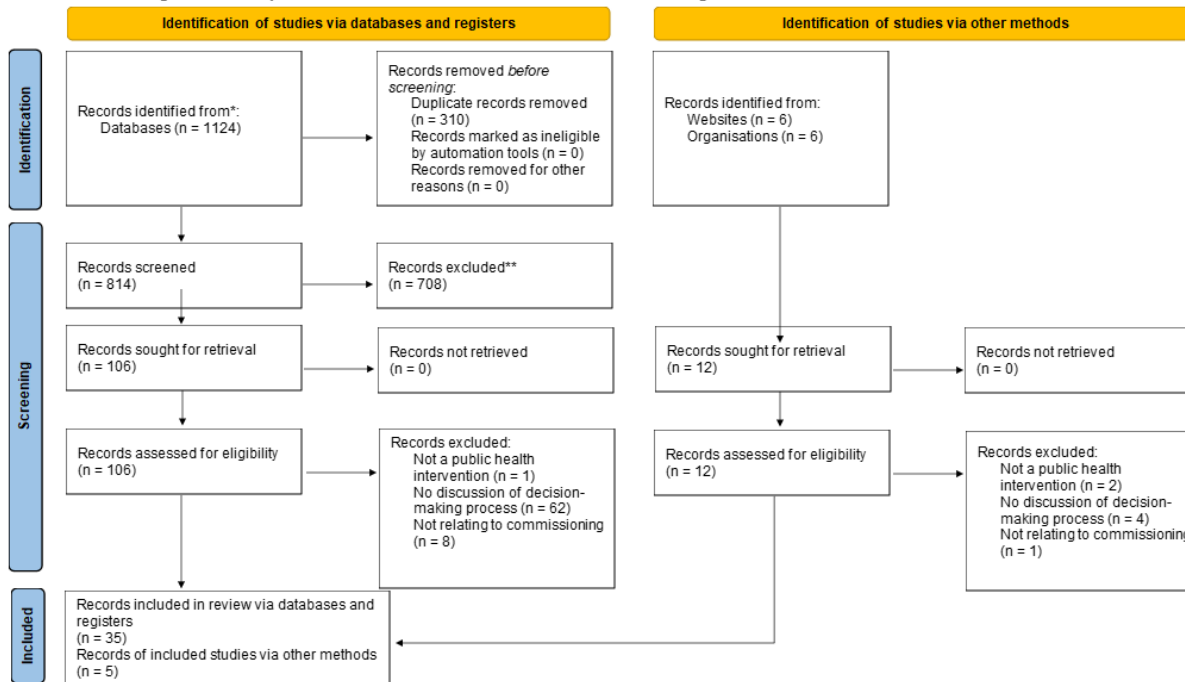 Identification of studies via databases and registers
Identification of studies via other methods
Identification
Records identified from*:
Databases (n = 1124)
Records removed before
screening:
Duplicate records removed
(n = 310)
Records marked as ineligible
by automation tools (n = 0)
Records removed for other
reasons (n = 0)
Records identified from:
Websites (n = 6)
Organisations (n = 6)
Screening
Records screened
(n = 814)
Records excluded**
(n = 708)
Records sought for retrieval
(n = 106)
Records not retrieved
(n = 0)
Records sought for retrieval
(n = 12)
Records not retrieved
(n = 0)
Records assessed for eligibility
(n = 106)
Records excluded:
Not a public health
intervention (n = 1)
No discussion of decision-
making process (n = 62)
Not relating to commissioning
(n = 8)
Records assessed for eligibility
(n = 12)
Records excluded:
Not a public health
intervention (n = 2)
No discussion of decision-
making process (n = 4)
Not relating to commissioning
(n = 1)
Included
Records included in review via databases and
registers
(n = 35)
Records of included studies via other methods
(n = 5)